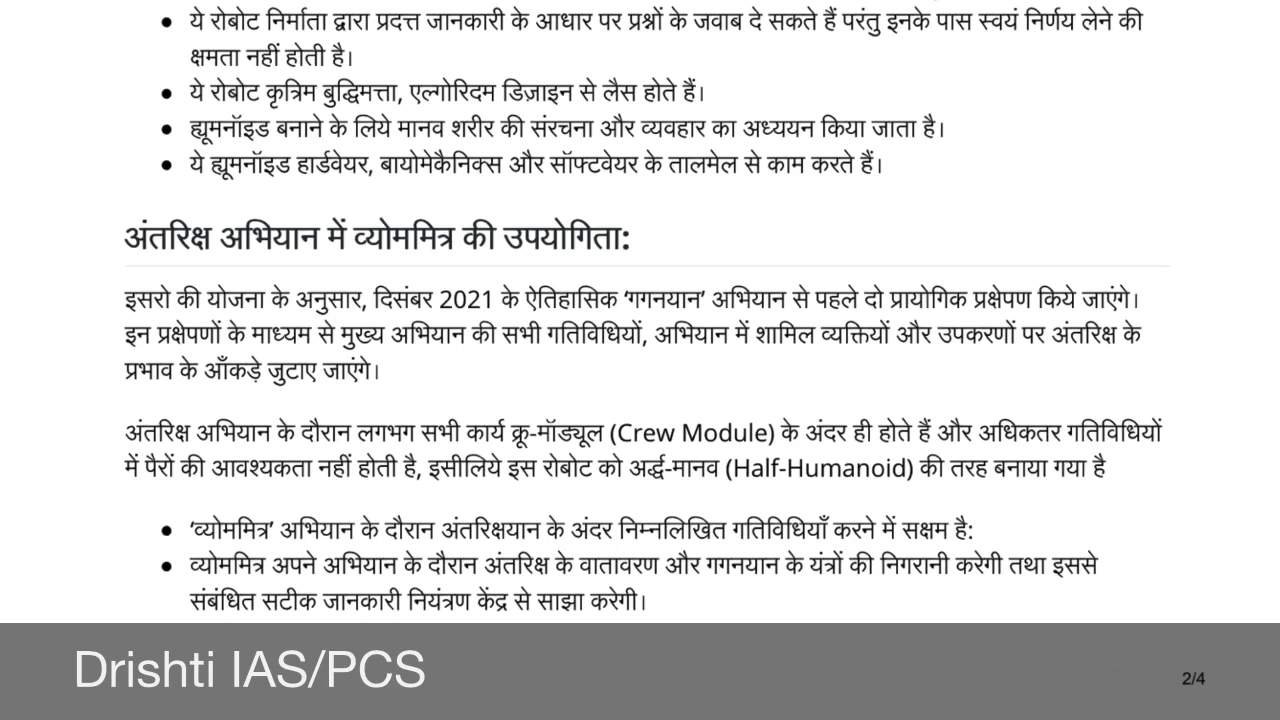 • ये रोबोट निर्माता द्वारा प्रदत्त जानकारी के आधार पर प्रश्नों के जवाब दे सकते हैं परंतु इनके पास स्वयं निर्णय लेने की
क्षमता नहीं होती है।
• ये रोबोट कृत्रिम बुद्धिमत्ता, एल्गोरिदम डिज़ाइन से लैस होते हैं।
• ह्यूमनॉइड बनाने के लिये मानव शरीर की संरचना और व्यवहार का अध्ययन किया जाता है।
• ये ह्यूमनॉइड हार्डवेयर, बायोमेकैनिक्स और सॉफ्टवेयर के तालमेल से काम करते हैं।
अंतरिक्ष अभियान में व्योममित्र की उपयोगिता:
इसरो की योजना के अनुसार, दिसंबर 2021 के ऐतिहासिक ‘गगनयान’ अभियान से पहले दो प्रायोगिक प्रक्षेपण किये जाएंगे।
इन प्रक्षेपणों के माध्यम से मुख्य अभियान की सभी गतिविधियों, अभियान में शामिल व्यक्तियों और उपकरणों पर अंतरिक्ष के
प्रभाव के आँकड़े जुटाए जाएंगे।
अंतरिक्ष अभियान के दौरान लगभग सभी कार्य क्रू-मॉड्यूल (Crew Module) के अंदर ही होते हैं और अधिकतर गतिविधियों
में पैरों की आवश्यकता नहीं होती है, इसीलिये इस रोबोट को अर्द्ध-मानव (Half-Humanoid) की तरह बनाया गया है
• ‘व्योममित्र’ अभियान के दौरान अंतरिक्षयान के अंदर निम्नलिखित गतिविधियाँ करने में सक्षम है:
• व्योममित्र अपने अभियान के दौरान अंतरिक्ष के वातावरण और गगनयान के यंत्रों की निगरानी करेगी तथा इससे
संबंधित सटीक जानकारी नियंत्रण केंद्र से साझा करेगी।
Drishti IAS/PCS
2/4